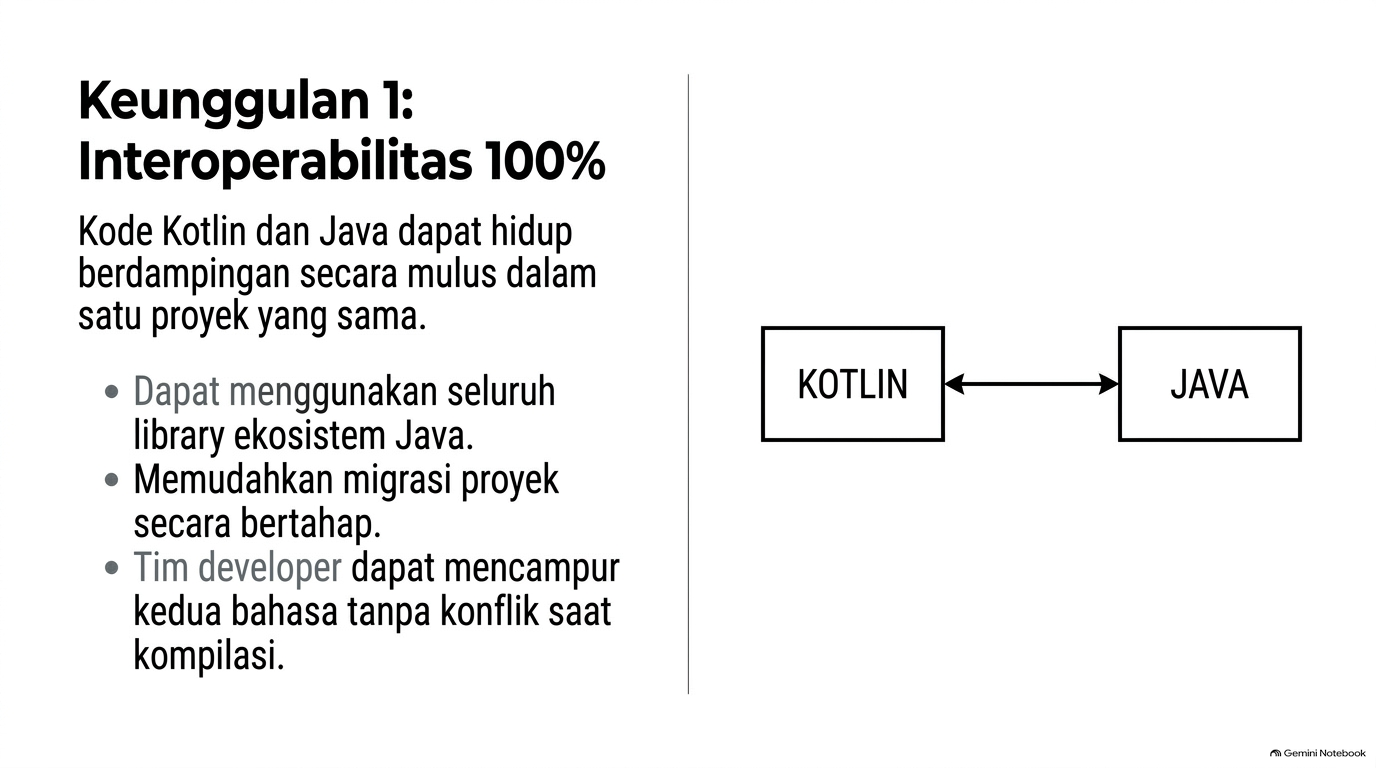 Keunggulan 1:
Interoperabilitas 100%
Kode Kotlin dan Java dapat hidup
berdampingan secara mulus dalam
satu proyek yang sama.
• Dapat menggunakan seluruh
library ekosistem Java.
• Memudahkan migrasi proyek
secara bertahap.
• Tim developer dapat mencampur
kedua bahasa tanpa konflik saat
kompilasi.
KOTLIN
JAVA
Gemini Notebook